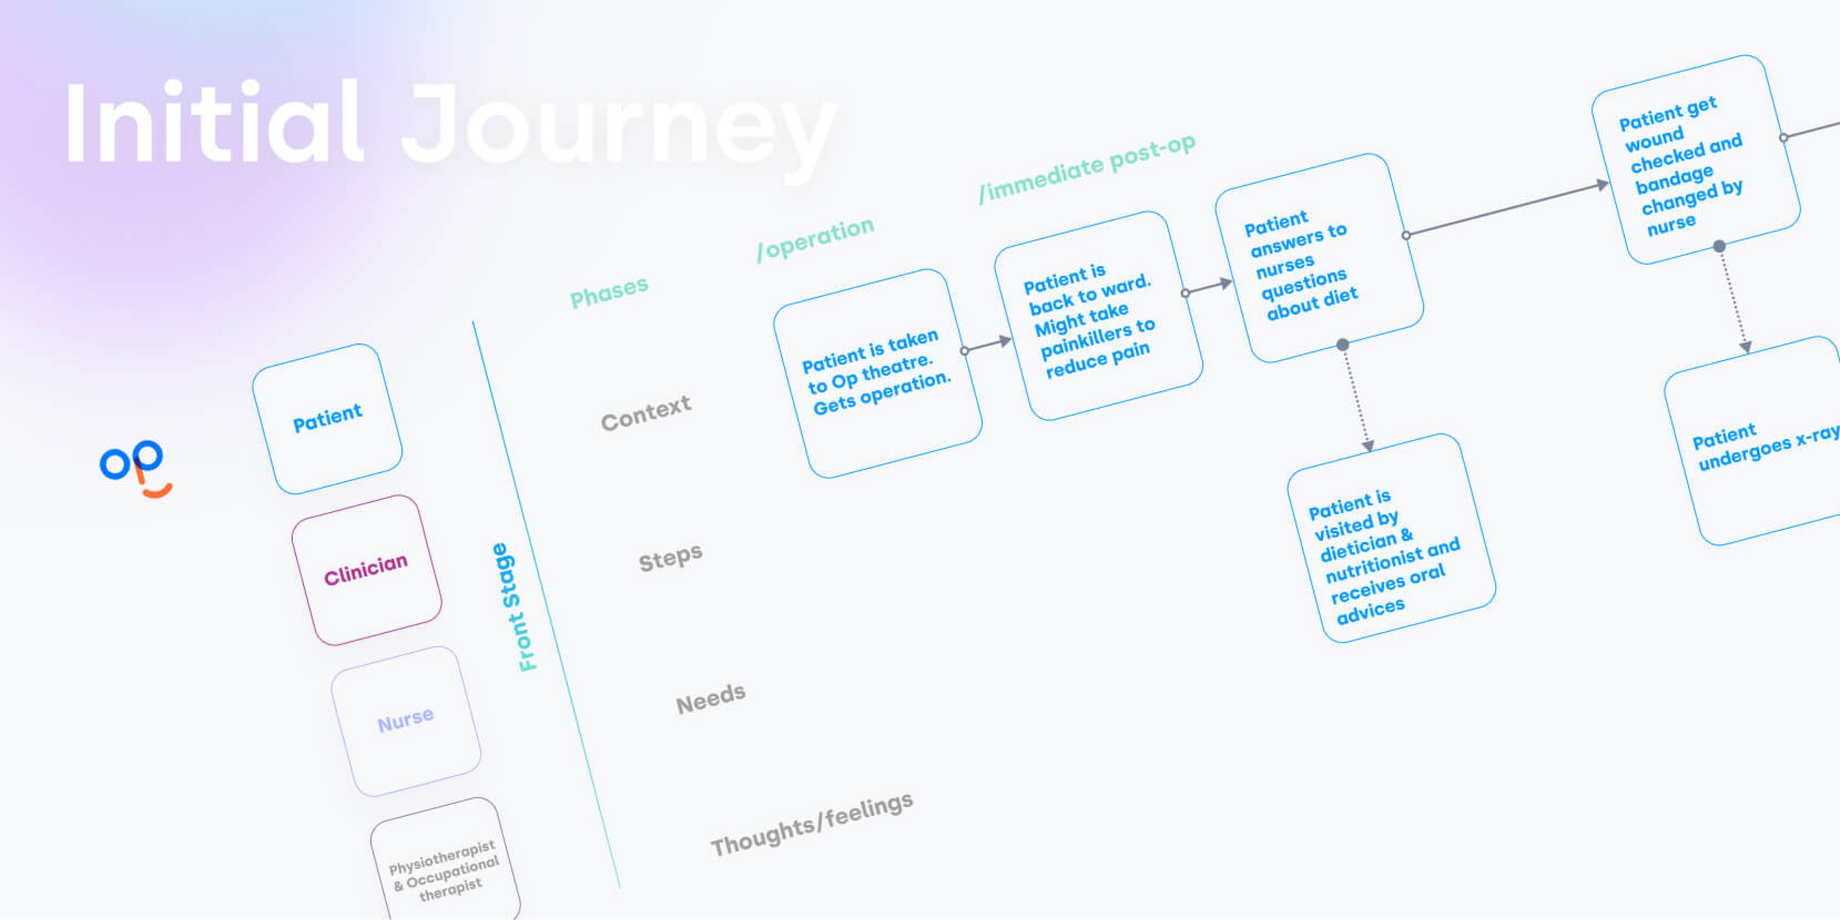 Initial Journey
Patient
Clinician
Nurse
Physiotherapist
& Occupational
therapist
Front Stage
Phases
/operation
/immediate post-op
Context
Steps
Needs
Thoughts/feelings
Patient is taken
to Op theatre.
Gets operation.
Patient is
back to ward.
Might take
painkillers to
reduce pain
Patient
answers to
nurses
questions
about diet
Patient get
wound
checked and
bandage
changed by
nurse
Patient is
visited by
dietician &
nutritionist and
receives oral
advices
Patient
undergoes x-ray